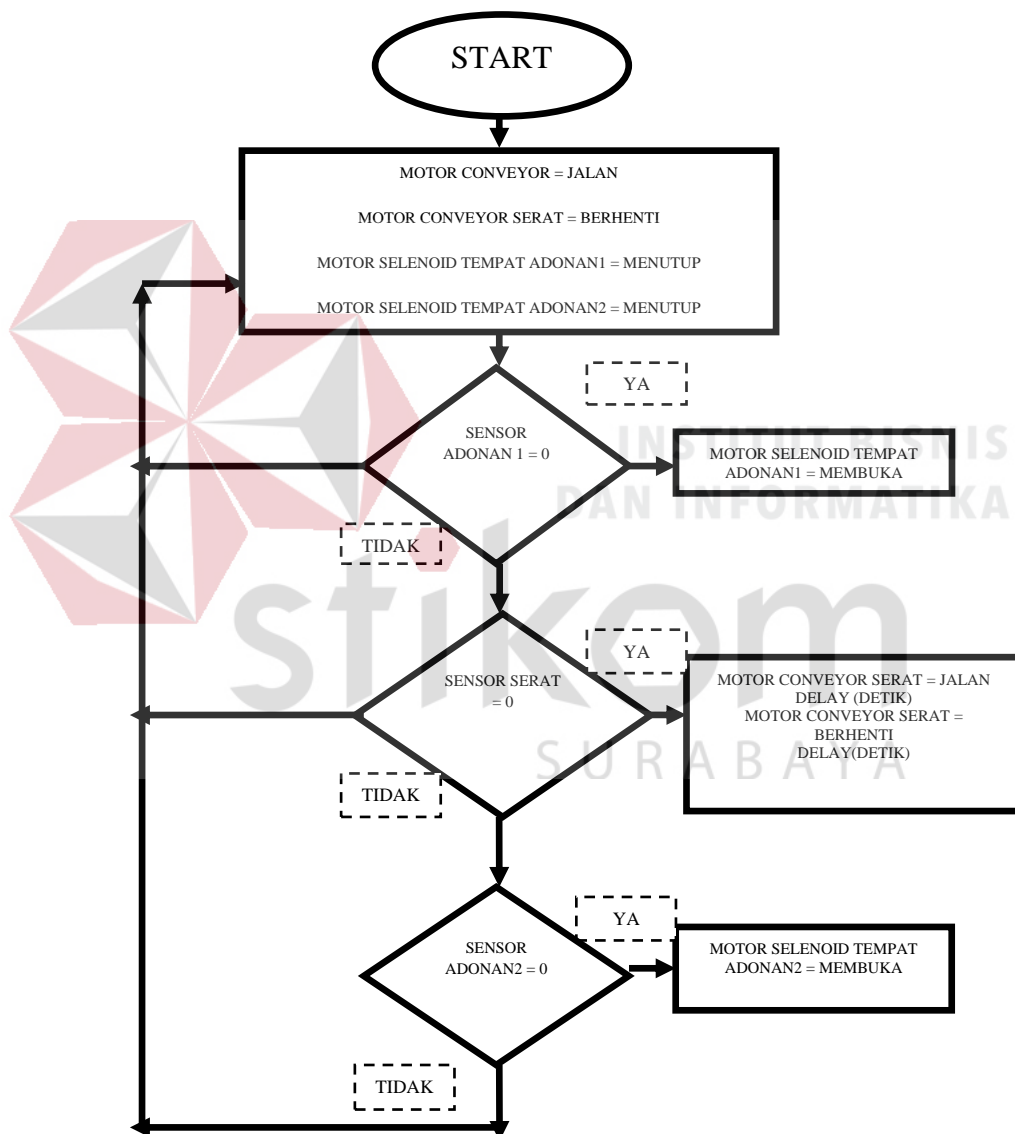 START
MOTOR CONVEYOR = JALAN
MOTOR CONVEYOR SERAT = BERHENTI
MOTOR SELENOID TEMPAT ADONAN1 = MENUTUP
MOTOR SELENOID TEMPAT ADONAN2 = MENUTUP
YA
SENSOR
ADONAN 1 = 0
MOTOR SELENOID TEMPAT
ADONAN1 = MEMBUKA
INSTITUT BISNIS
DAN INFORMATIKA
TIDAK
stikom
SURABAYA
YA
SENSOR SERAT
= 0
MOTOR CONVEYOR SERAT = JALAN
DELAY (DETIK)
MOTOR CONVEYOR SERAT =
BERHENTI
DELAY(DETIK)
TIDAK
YA
SENSOR
ADONAN2 = 0
MOTOR SELENOID TEMPAT
ADONAN2 = MEMBUKA
TIDAK